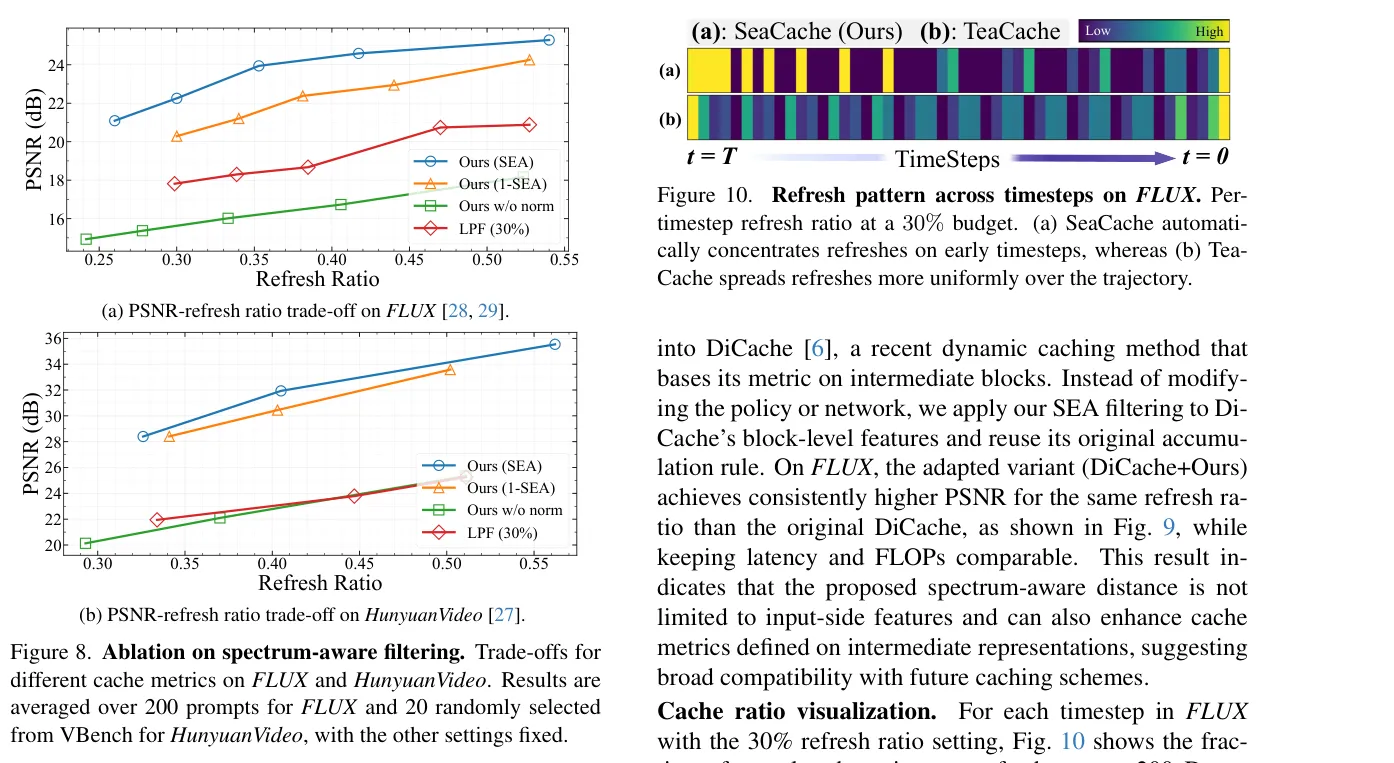 24
22
20
18
16
PSNR (dB)
Ours (SEA)
Ours (1-SEA)
Ours w/o norm
LPF (30%)
0.25 0.30 0.35 0.40 0.45 0.50 0.55
Refresh Ratio
(a) PSNR-refresh ratio trade-off on FLUX [28, 29].
36
34
32
30
28
26
24
22
20
PSNR (dB)
Ours (SEA)
Ours (1-SEA)
Ours w/o norm
LPF (30%)
0.30 0.35 0.40 0.45 0.50 0.55
Refresh Ratio
(b) PSNR-refresh ratio trade-off on HunyuanVideo [27].
Figure 8. Ablation on spectrum-aware filtering. Trade-offs for
different cache metrics on FLUX and HunyuanVideo. Results are
averaged over 200 prompts for FLUX and 20 randomly selected
from VBench for HunyuanVideo, with the other settings fixed.
(a): SeaCache (Ours) (b): TeaCache
Low High
(a)
(b)
t = T TimeSteps t = 0
Figure 10. Refresh pattern across timesteps on FLUX. Per-
timestep refresh ratio at a 30% budget. (a) SeaCache automati-
cally concentrates refreshes on early timesteps, whereas (b) Tea-
Cache spreads refreshes more uniformly over the trajectory.
into DiCache [6], a recent dynamic caching method that
bases its metric on intermediate blocks. Instead of modify-
ing the policy or network, we apply our SEA filtering to Di-
Cache's block-level features and reuse its original accumu-
lation rule. On FLUX, the adapted variant (DiCache+Ours)
achieves consistently higher PSNR for the same refresh ra-
tio than the original DiCache, as shown in Fig. 9, while
keeping latency and FLOPs comparable. This result in-
dicates that the proposed spectrum-aware distance is not
limited to input-side features and can also enhance cache
metrics defined on intermediate representations, suggesting
broad compatibility with future caching schemes.
Cache ratio visualization. For each timestep in FLUX
with the 30% refresh ratio setting, Fig. 10 shows the frac-